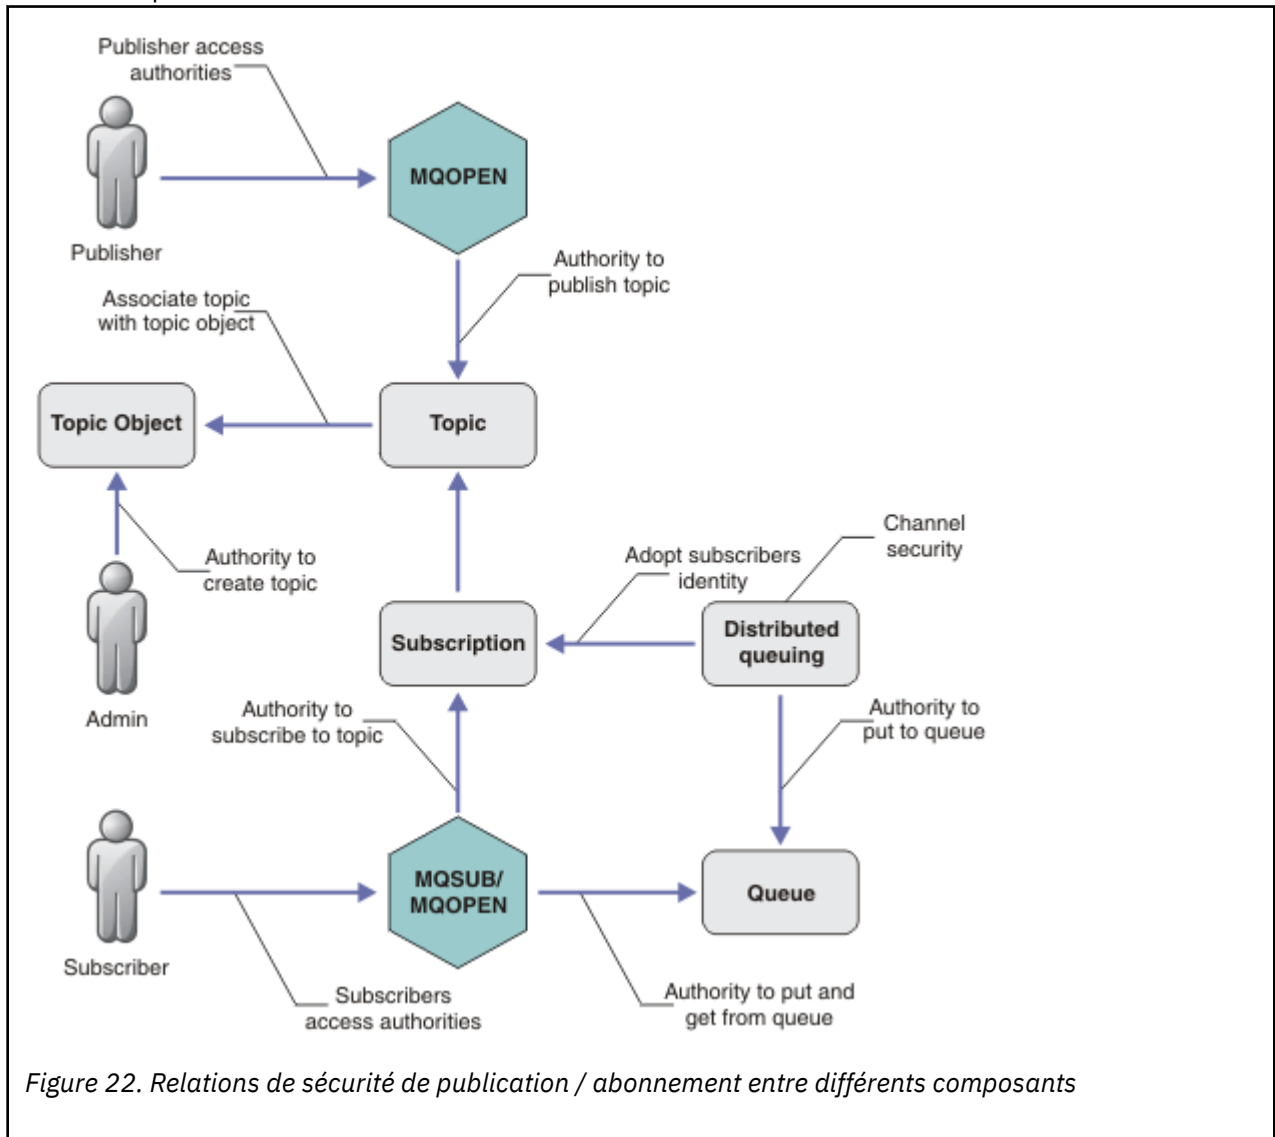 Publisher access
authorities
MQOPEN
Publisher
Authority to
publish topic
Associate topic
with topic object
Topic Object
Topic
Channel
security
Authority to
create topic
Adopt subscribers
identity
Subscription
Distributed
queuing
Admin
Authority to
subscribe to topic
Authority to
put to queue
MQSUB/
MQOPEN
Queue
Subscriber
Subscribers
access authorities
Authority to put and
get from queue
Figure 22. Relations de sécurité de publication / abonnement entre différents composants